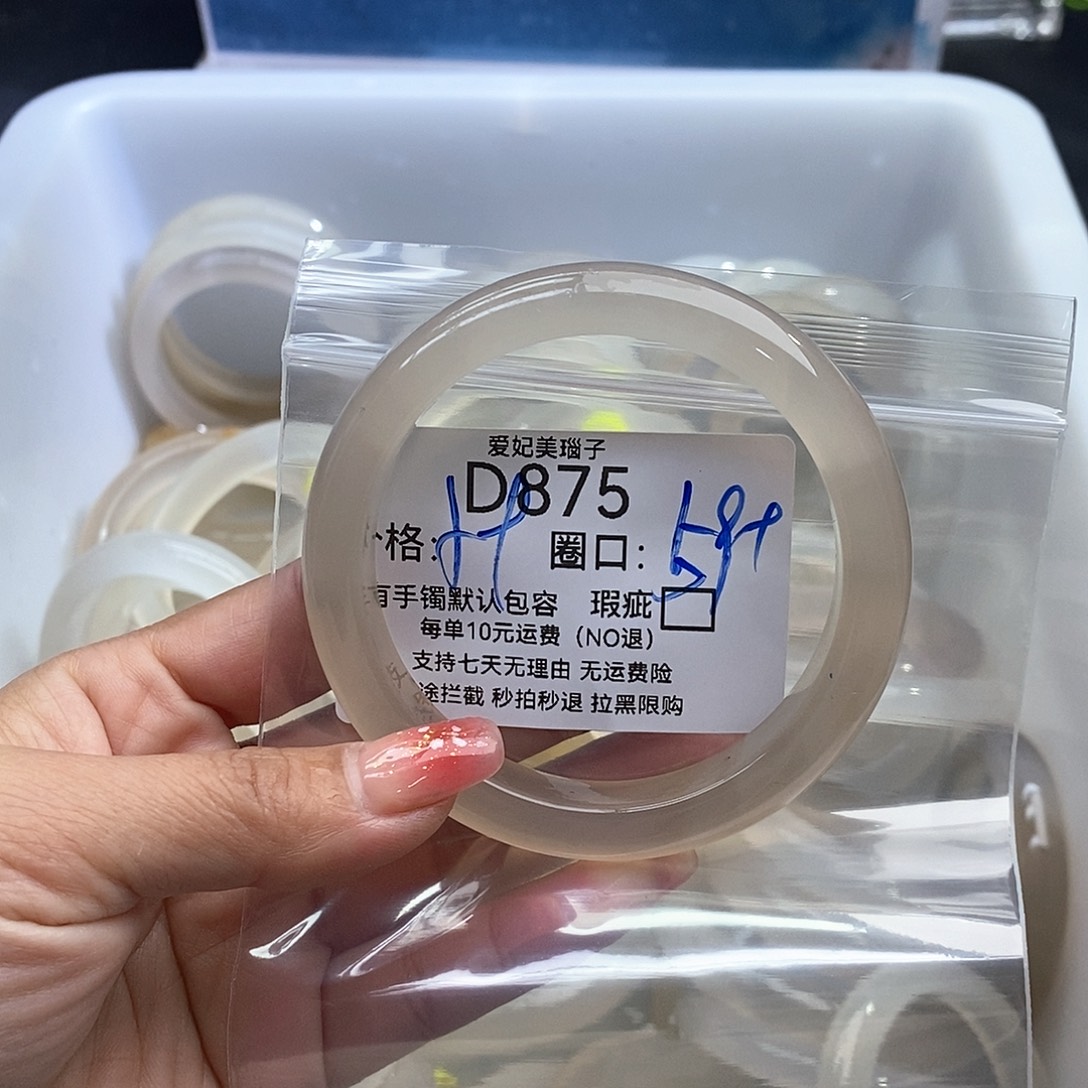 爱妃美瑙子
D875
格: 圈口: 59+
有手镯默认包容 瑕疵
每单10元运费（NO退）
支持七天无理由 无运费险
途拦截 秒拍秒退 拉黑限购